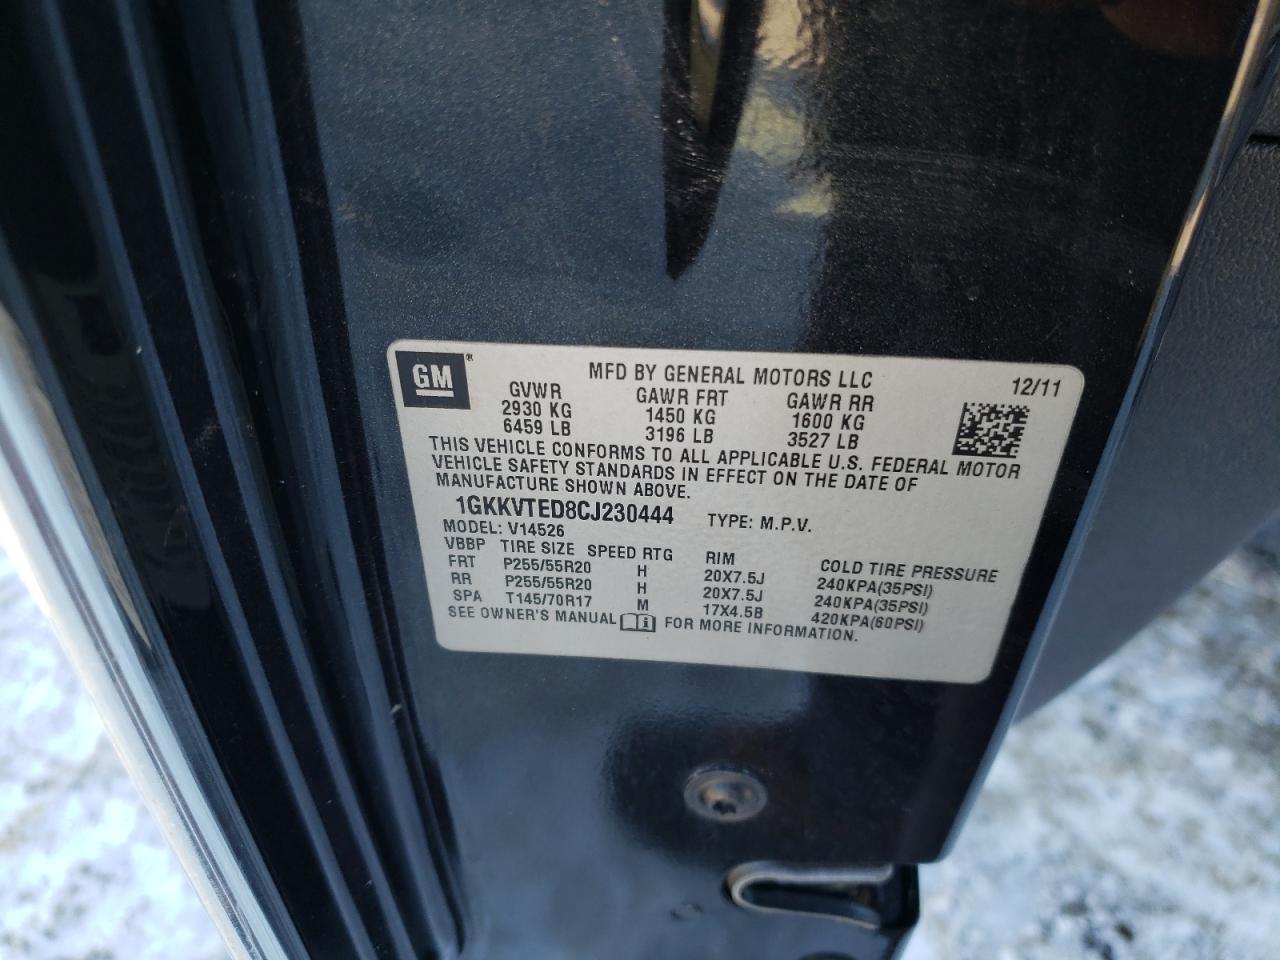 GM®
MFD BY GENERAL MOTORS LLC 12/11
GVWR GAWR FRT GAWR RR
2930 KG 1450 KG 1600 KG
6459 LB 3196 LB 3527 LB
THIS VEHICLE CONFORMS TO ALL APPLICABLE U.S. FEDERAL MOTOR
VEHICLE SAFETY STANDARDS IN EFFECT ON THE DATE OF
MANUFACTURE SHOWN ABOVE.
1GKKVTED8CJ230444 TYPE: M.P.V.
MODEL: V14526
VBBP TIRE SIZE SPEED RTG RIM COLD TIRE PRESSURE
FRT P255/55R20 H 20X7.5J 240KPA(35PSI)
RR P255/55R20 H 20X7.5J 240KPA(35PSI)
SPA T145/70R17 M 17X4.5B 420KPA(60PSI)
SEE OWNER'S MANUAL FOR MORE INFORMATION.